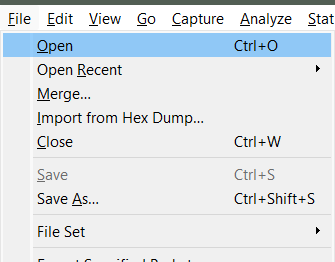 File Edit View Go Capture Analyze Stat
Open Ctrl+O
Open Recent
Merge...
Import from Hex Dump...
Close Ctrl+W
Save Ctrl+S
Save As... Ctrl+Shift+S
File Set